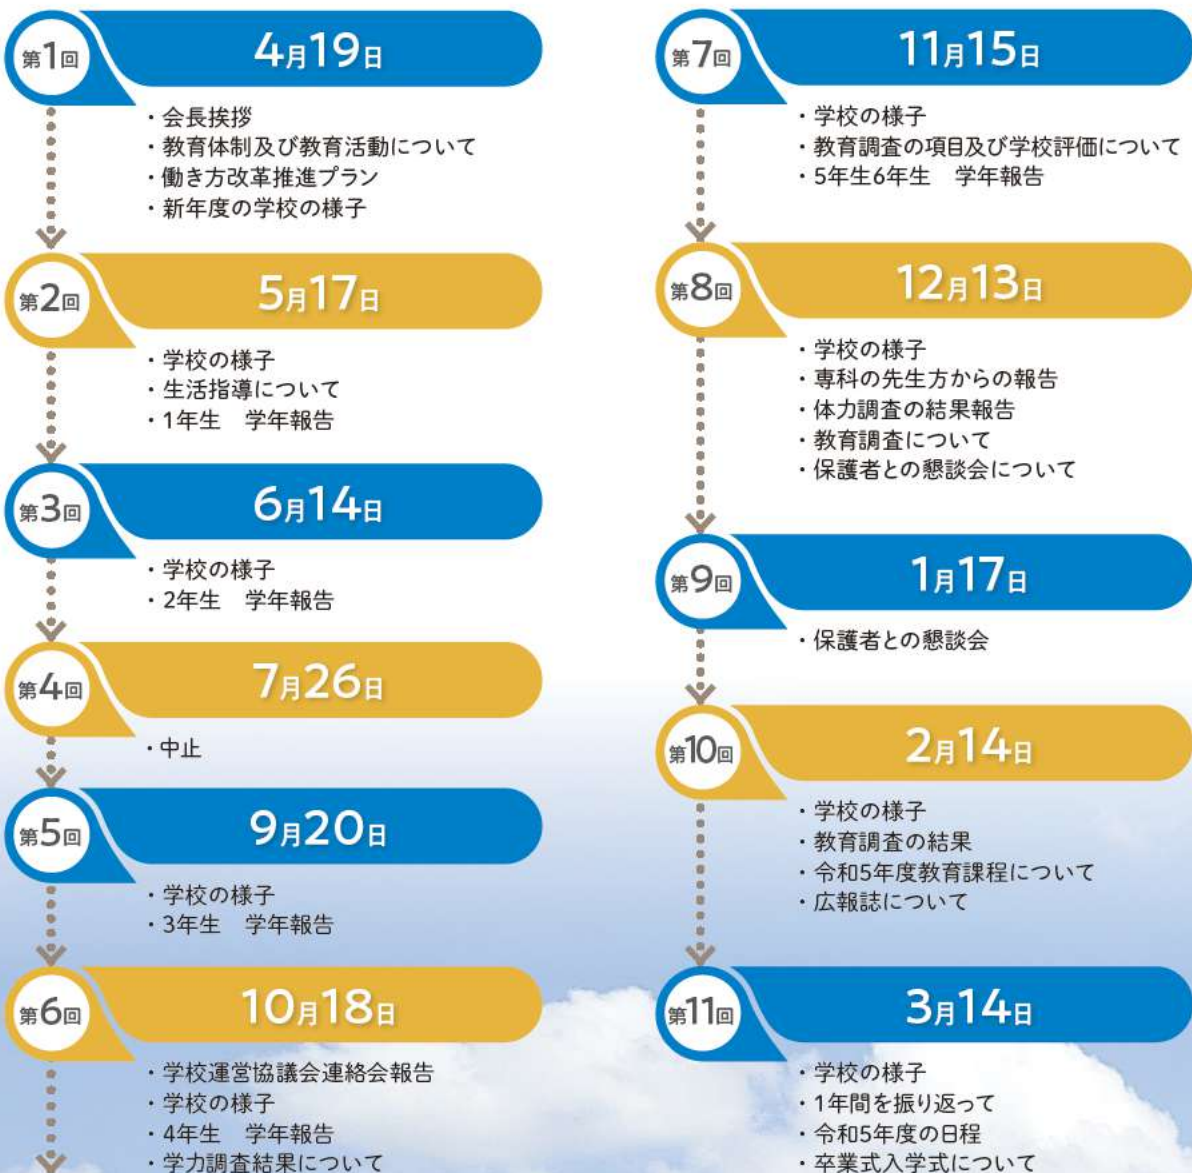 第1回 4月19日
・会長挨拶
・教育体制及び教育活動について
・働き方改革推進プラン
・新年度の学校の様子
第2回 5月17日
・学校の様子
・生活指導について
・1年生　学年報告
第3回 6月14日
・学校の様子
・2年生　学年報告
第4回 7月26日
・中止
第5回 9月20日
・学校の様子
・3年生　学年報告
第6回 10月18日
・学校運営協議会連絡会報告
・学校の様子
・4年生　学年報告
・学力調査結果について
第7回 11月15日
・学校の様子
・教育調査の項目及び学校評価について
・5年生6年生　学年報告
第8回 12月13日
・学校の様子
・専科の先生方からの報告
・体力調査の結果報告
・教育調査について
・保護者との懇談会について
第9回 1月17日
・保護者との懇談会
第10回 2月14日
・学校の様子
・教育調査の結果
・令和5年度教育課程について
・広報誌について
第11回 3月14日
・学校の様子
・1年間を振り返って
・令和5年度の日程
・卒業式入学式について